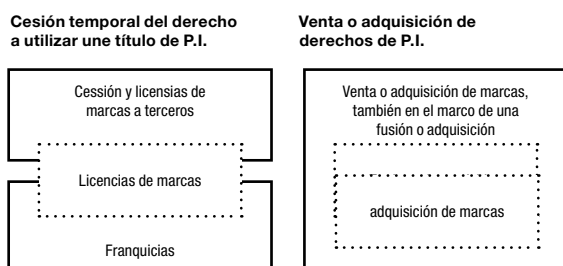 Cesión temporal del derecho
a utilizar une título de P.I.
Cessión y licensias de
marcas a terceros
Licencias de marcas
Franquicias
Venta o adquisición de
derechos de P.I.
Venta o adquisición de marcas,
también en el marco de una
fusión o adquisición
adquisición de marcas